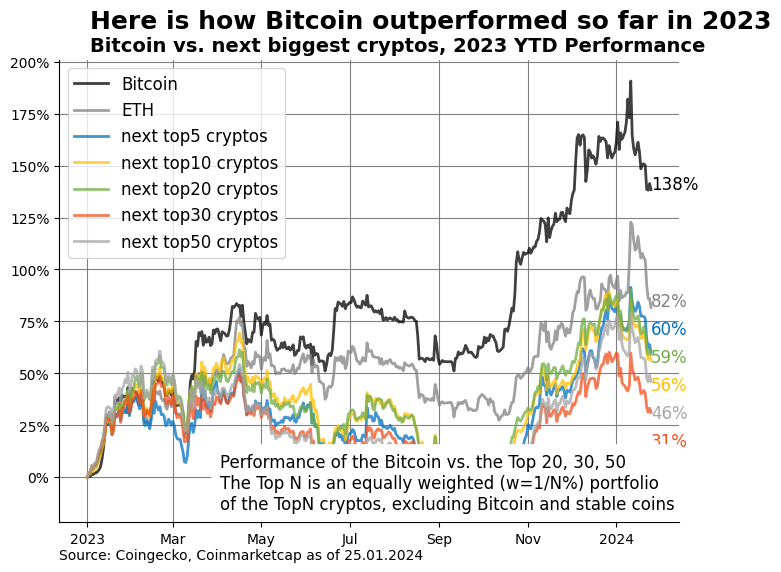 Here is how Bitcoin outperformed so far in 2023
Bitcoin vs. next biggest cryptos, 2023 YTD Performance
200%
175%
150%
125%
100%
75%
50%
25%
0%
Bitcoin
ETH
next top5 cryptos
next top10 cryptos
next top20 cryptos
next top30 cryptos
next top50 cryptos
138%
82%
60%
59%
56%
46%
31%
Performance of the Bitcoin vs. the Top 20, 30, 50
The Top N is an equally weighted (w=1/N%) portfolio
of the TopN cryptos, excluding Bitcoin and stable coins
2023 Mar May Jul Sep Nov 2024
Source: Coingecko, Coinmarketcap as of 25.01.2024